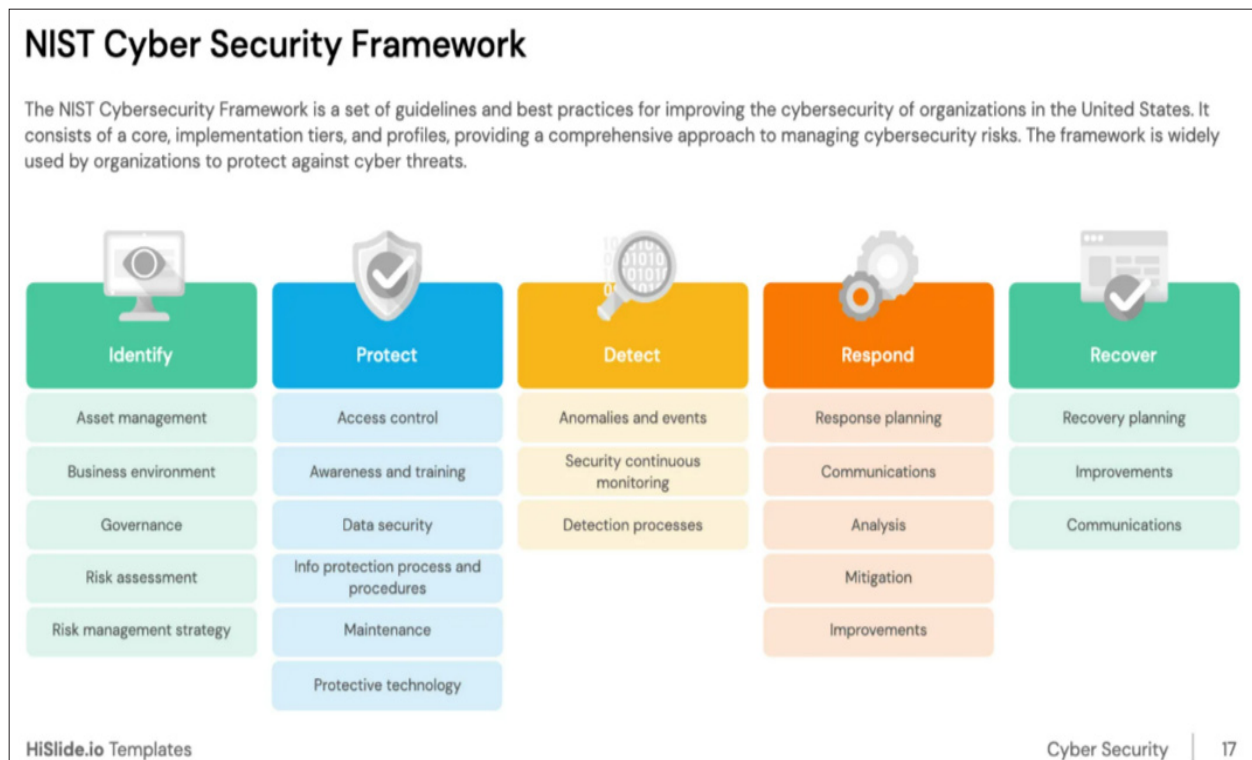 NIST Cyber Security Framework
The NIST Cybersecurity Framework is a set of guidelines and best practices for improving the cybersecurity of organizations in the United States. It
consists of a core, implementation tiers, and profiles, providing a comprehensive approach to managing cybersecurity risks. The framework is widely
used by organizations to protect against cyber threats.
Identify
Asset management
Business environment
Governance
Risk assessment
Risk management strategy
Protect
Access control
Awareness and training
Data security
Info protection process and
procedures
Maintenance
Protective technology
Detect
Anomalies and events
Security continuous
monitoring
Detection processes
Respond
Response planning
Communications
Analysis
Mitigation
Improvements
Recover
Recovery planning
Improvements
Communications
HiSlide.io Templates
Cyber Security | 17